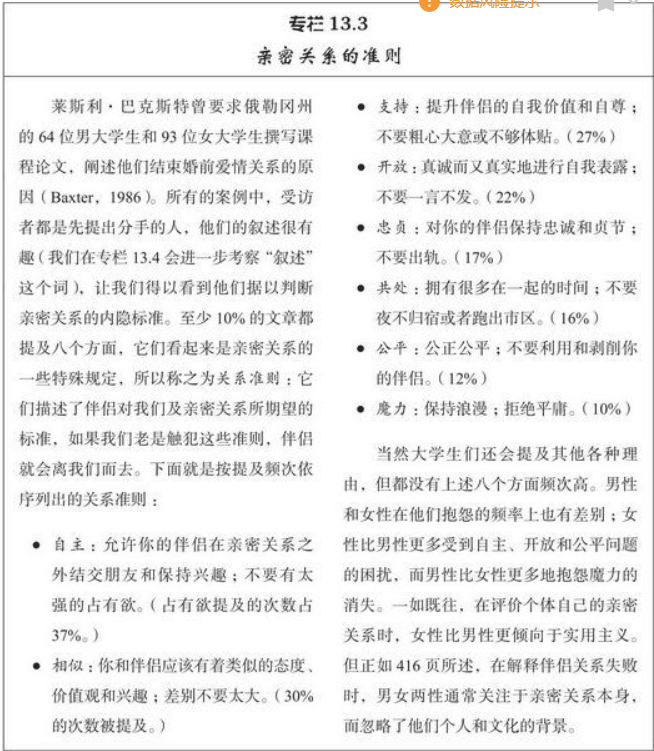 数据风险提示
专栏 13.3
亲密关系的准则
莱斯利·巴克斯特曾要求俄勒冈州
的 64 位男大学生和 93 位女大学生撰写课
程论文，阐述他们结束婚前爱情关系的原
因（Baxter，1986）。所有的案例中，受访
者都是先提出分手的人，他们的叙述很有
趣（我们在专栏 13.4 会进一步考察“叙述”
这个词），让我们得以看到他们据以判断
亲密关系的内隐标准。至少 10% 的文章都
提及八个方面，它们看起来是亲密关系的
一些特殊规定，所以称之为关系准则：它
们描述了伴侣对我们及亲密关系所期望的
标准，如果我们老是触犯这些准则，伴侣
就会离我们而去。下面就是按提及频次依
序列出的关系准则：
● 自主：允许你的伴侣在亲密关系之
外结交朋友和保持兴趣；不要有太
强的占有欲。（占有欲提及的次数占
37%。）
● 相似：你和伴侣应该有着类似的态度、
价值观和兴趣；差别不要太大。（30%
的次数被提及。）
● 支持：提升伴侣的自我价值和自尊；
不要粗心大意或不够体贴。（27%）
● 开放：真诚而又真实地进行自我表露；
不要一言不发。（22%）
● 忠贞：对你的伴侣保持忠诚和贞节；
不要出轨。（17%）
● 共处：拥有很多在一起的时间；不要
夜不归宿或者跑出市区。（16%）
● 公平：公正公平；不要利用和剥削你
的伴侣。（12%）
● 魔力：保持浪漫；拒绝平庸。（10%）
当然大学生们还会提及其他各种理
由，但都没有上述八个方面频次高。男性
和女性在他们抱怨的频率上也有差别；女
性比男性更多受到自主、开放和公平问题
的困扰，而男性比女性更多地抱怨魔力的
消失。一如既往，在评价个体自己的亲密
关系时，女性比男性更倾向于实用主义。
但正如 416 页所述，在解释伴侣关系失败
时，男女两性通常关注于亲密关系本身，
而忽略了他们个人和文化的背景。